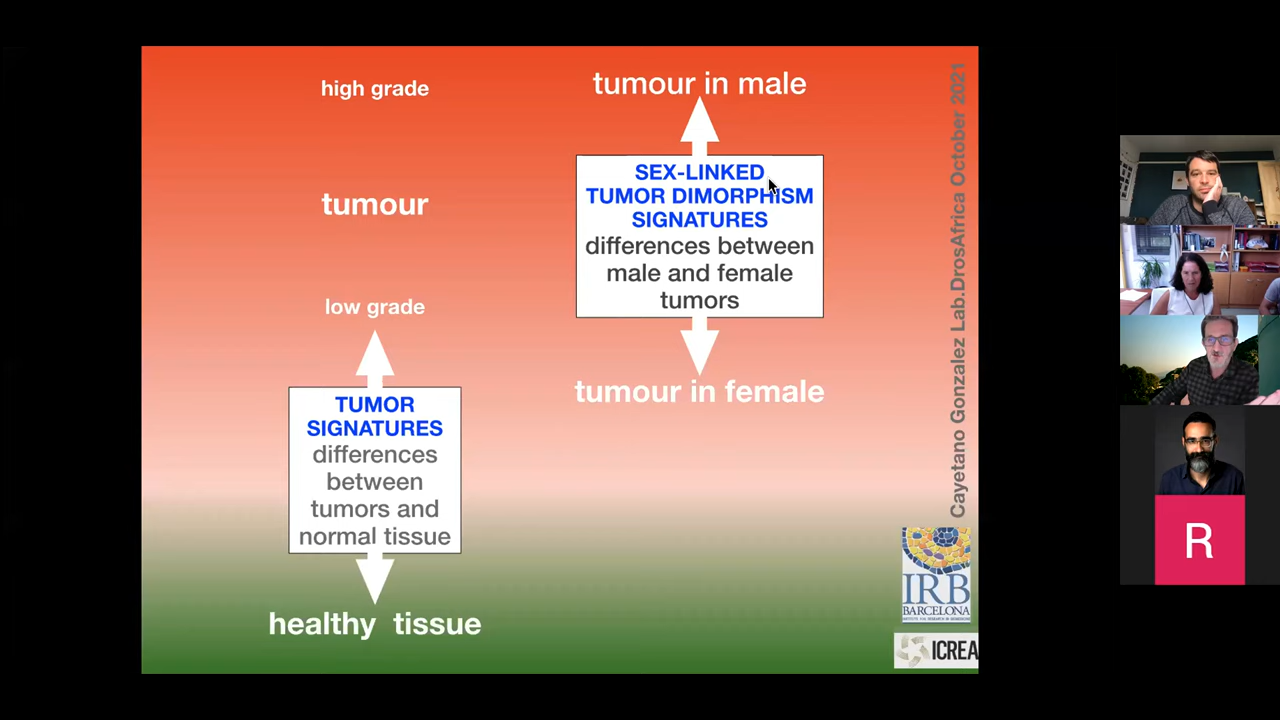 high grade
tumour
low grade
TUMOR
SIGNATURES
differences
between
tumors and
normal tissue
healthy tissue
tumour in male
SEX-LINKED
TUMOR DIMORPHISM
SIGNATURES
differences between
male and female
tumors
tumour in female
Cayetano Gonzalez Lab.DrosAfrica October 2021
IRB
BARCELONA
ICREA
R